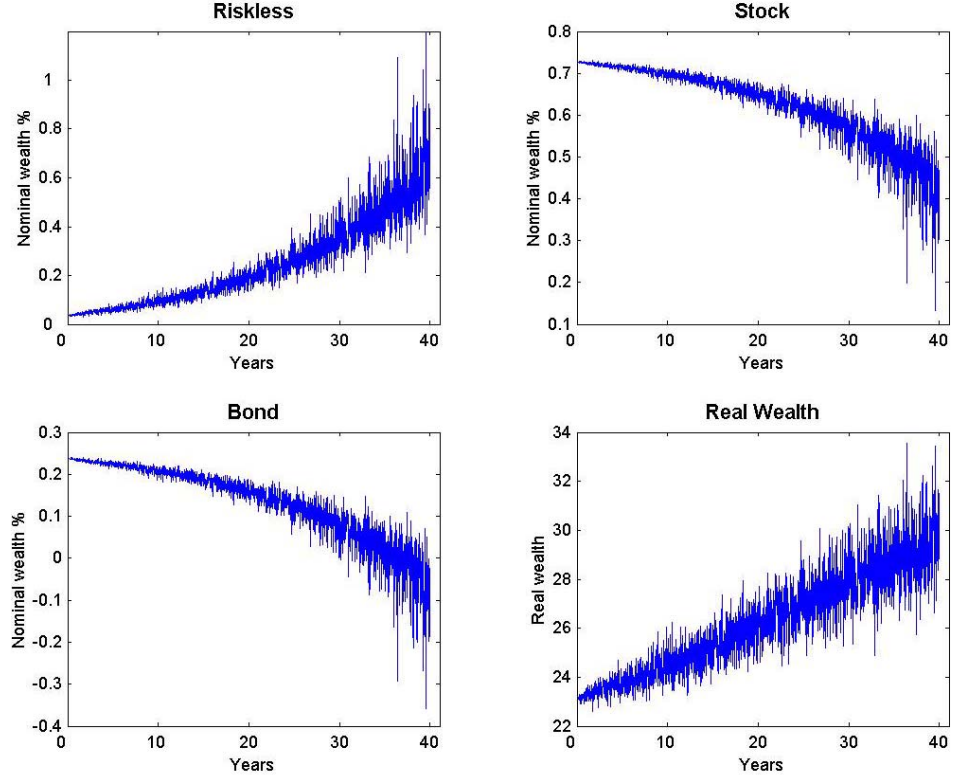 Riskless
Nominal wealth %
1
0.8
0.6
0.4
0.2
0
0 10 20 30 40
Years
Stock
Nominal wealth %
0.8
0.7
0.6
0.5
0.4
0.3
0.2
0.1
0 10 20 30 40
Years
Bond
Nominal wealth %
0.3
0.2
0.1
0
-0.1
-0.2
-0.3
-0.4
0 10 20 30 40
Years
Real Wealth
Real wealth
34
32
30
28
26
24
22
0 10 20 30 40
Years